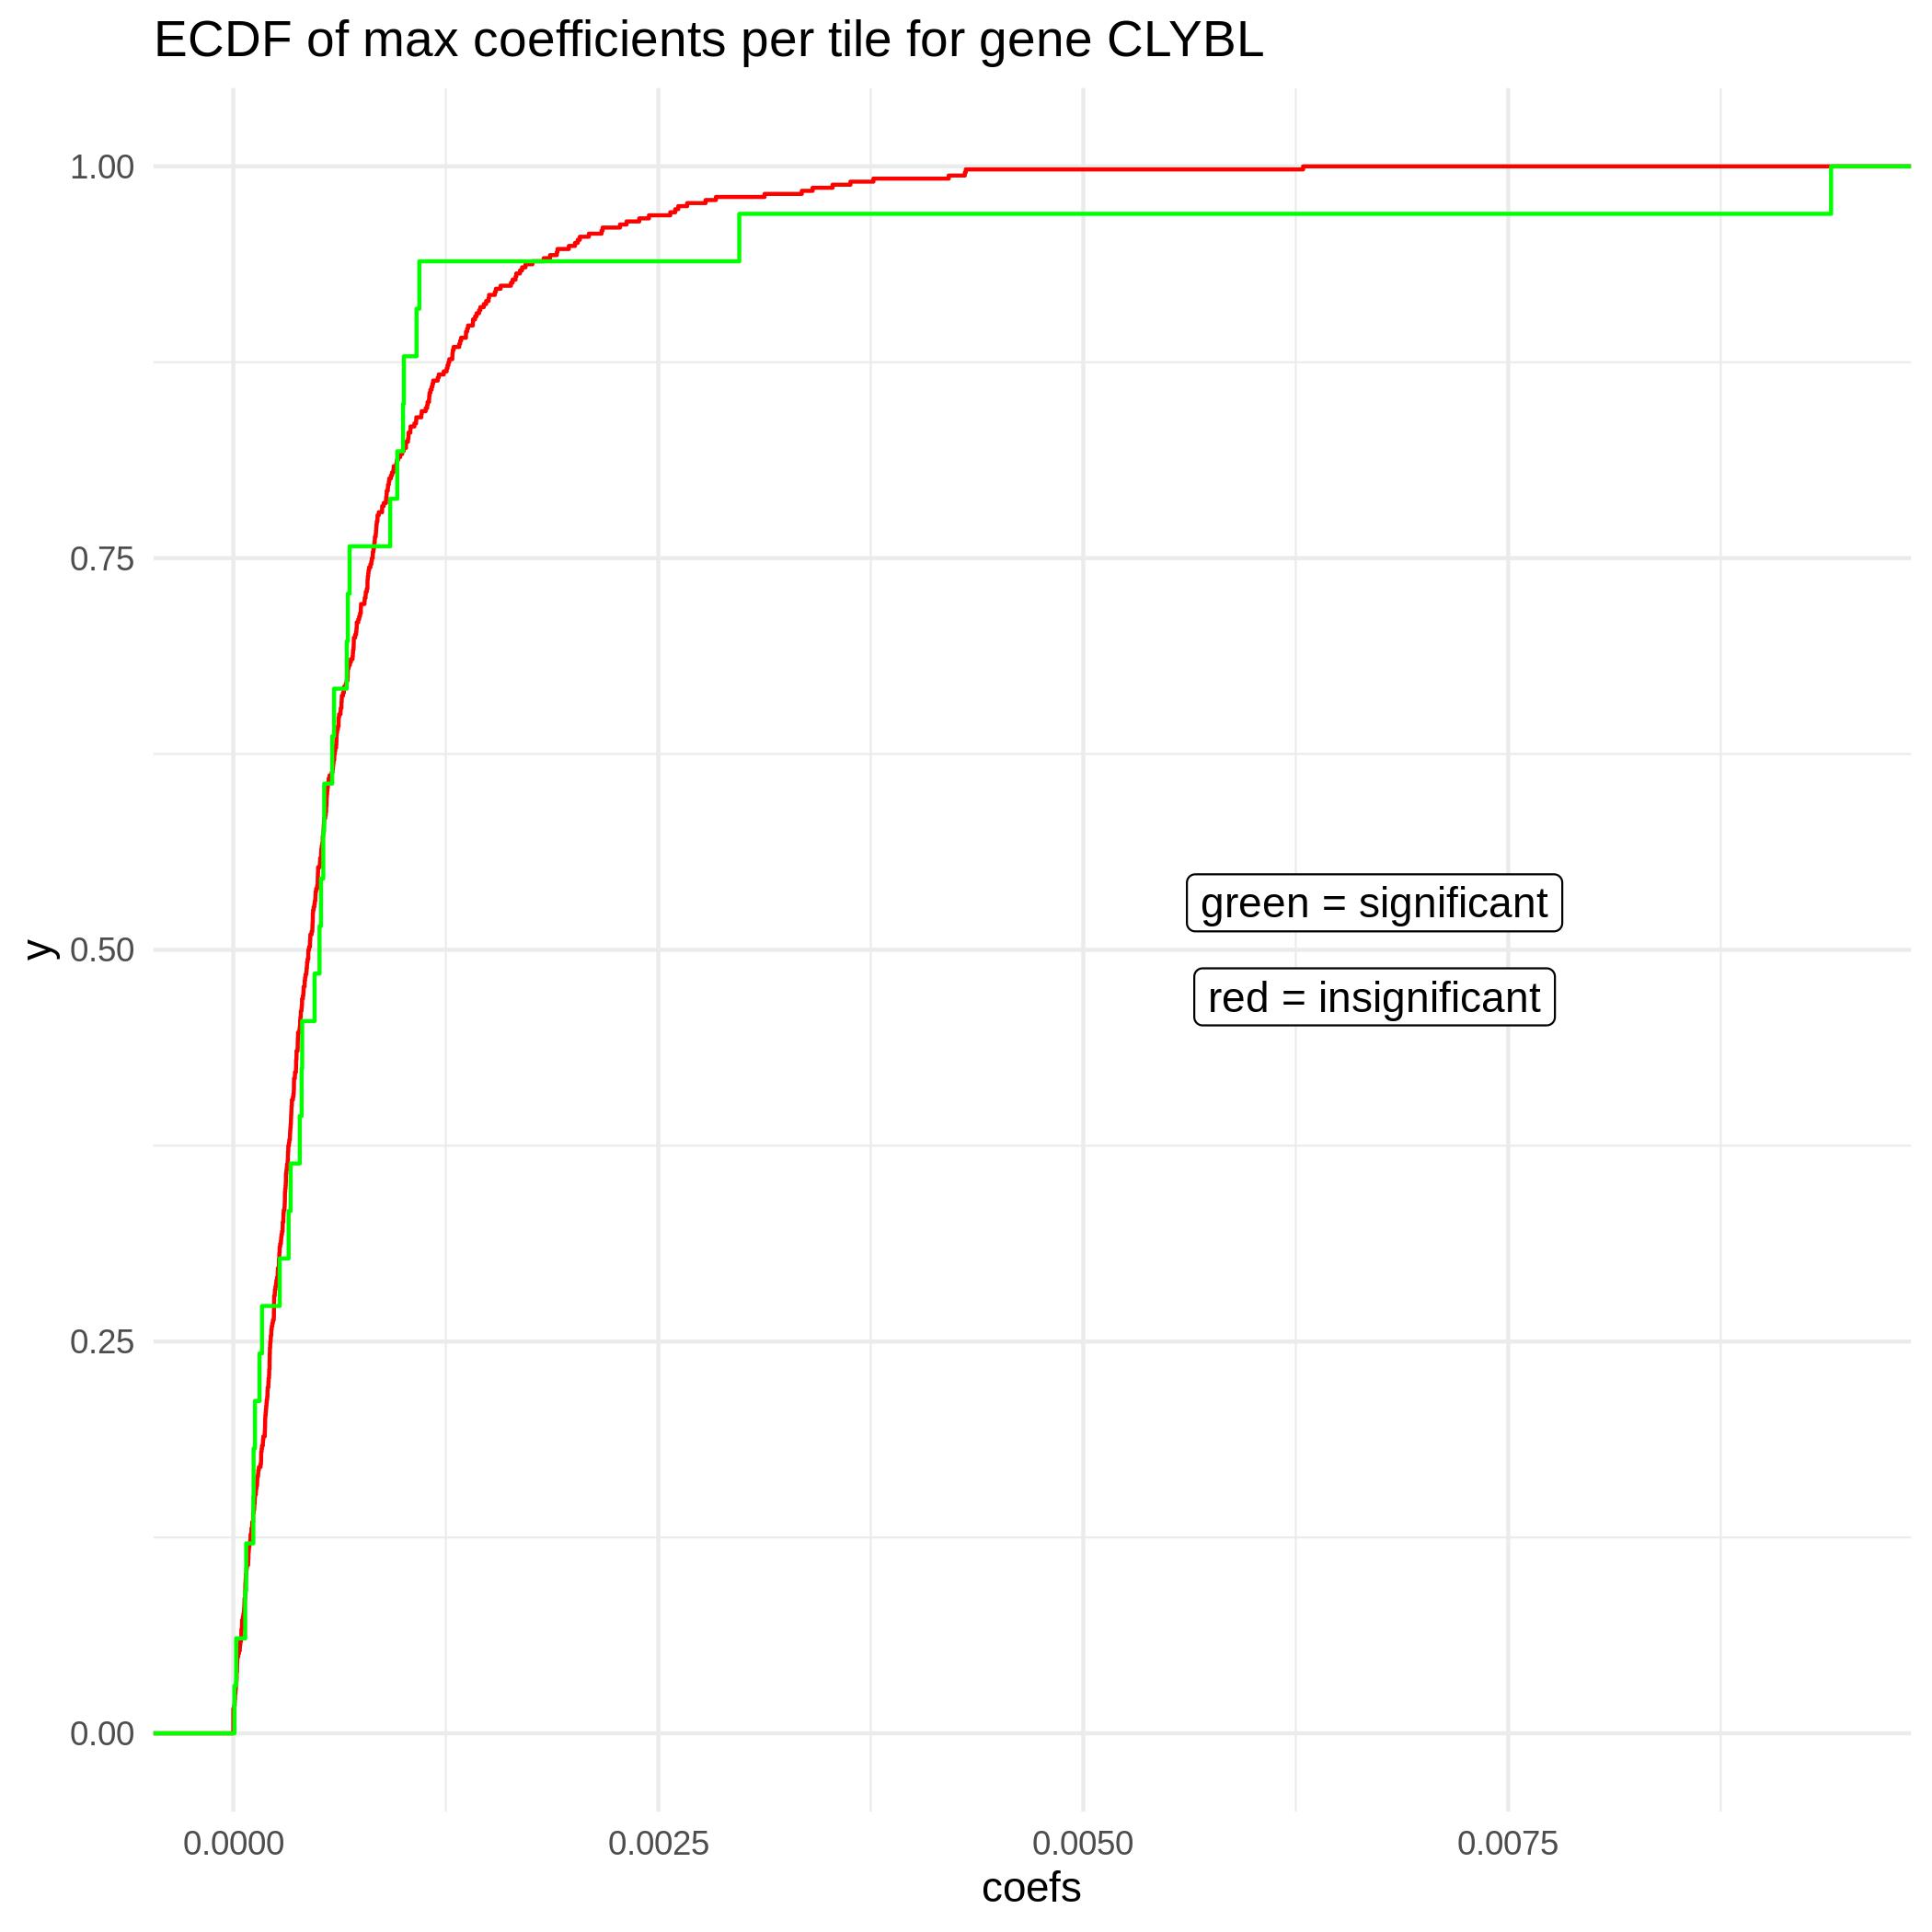 ECDF of max coefficients per tile for gene CLYBL
1.00
0.75
0.50
0.25
0.00
y
green = significant
red = insignificant
0.0000 0.0025 0.0050 0.0075
coefs